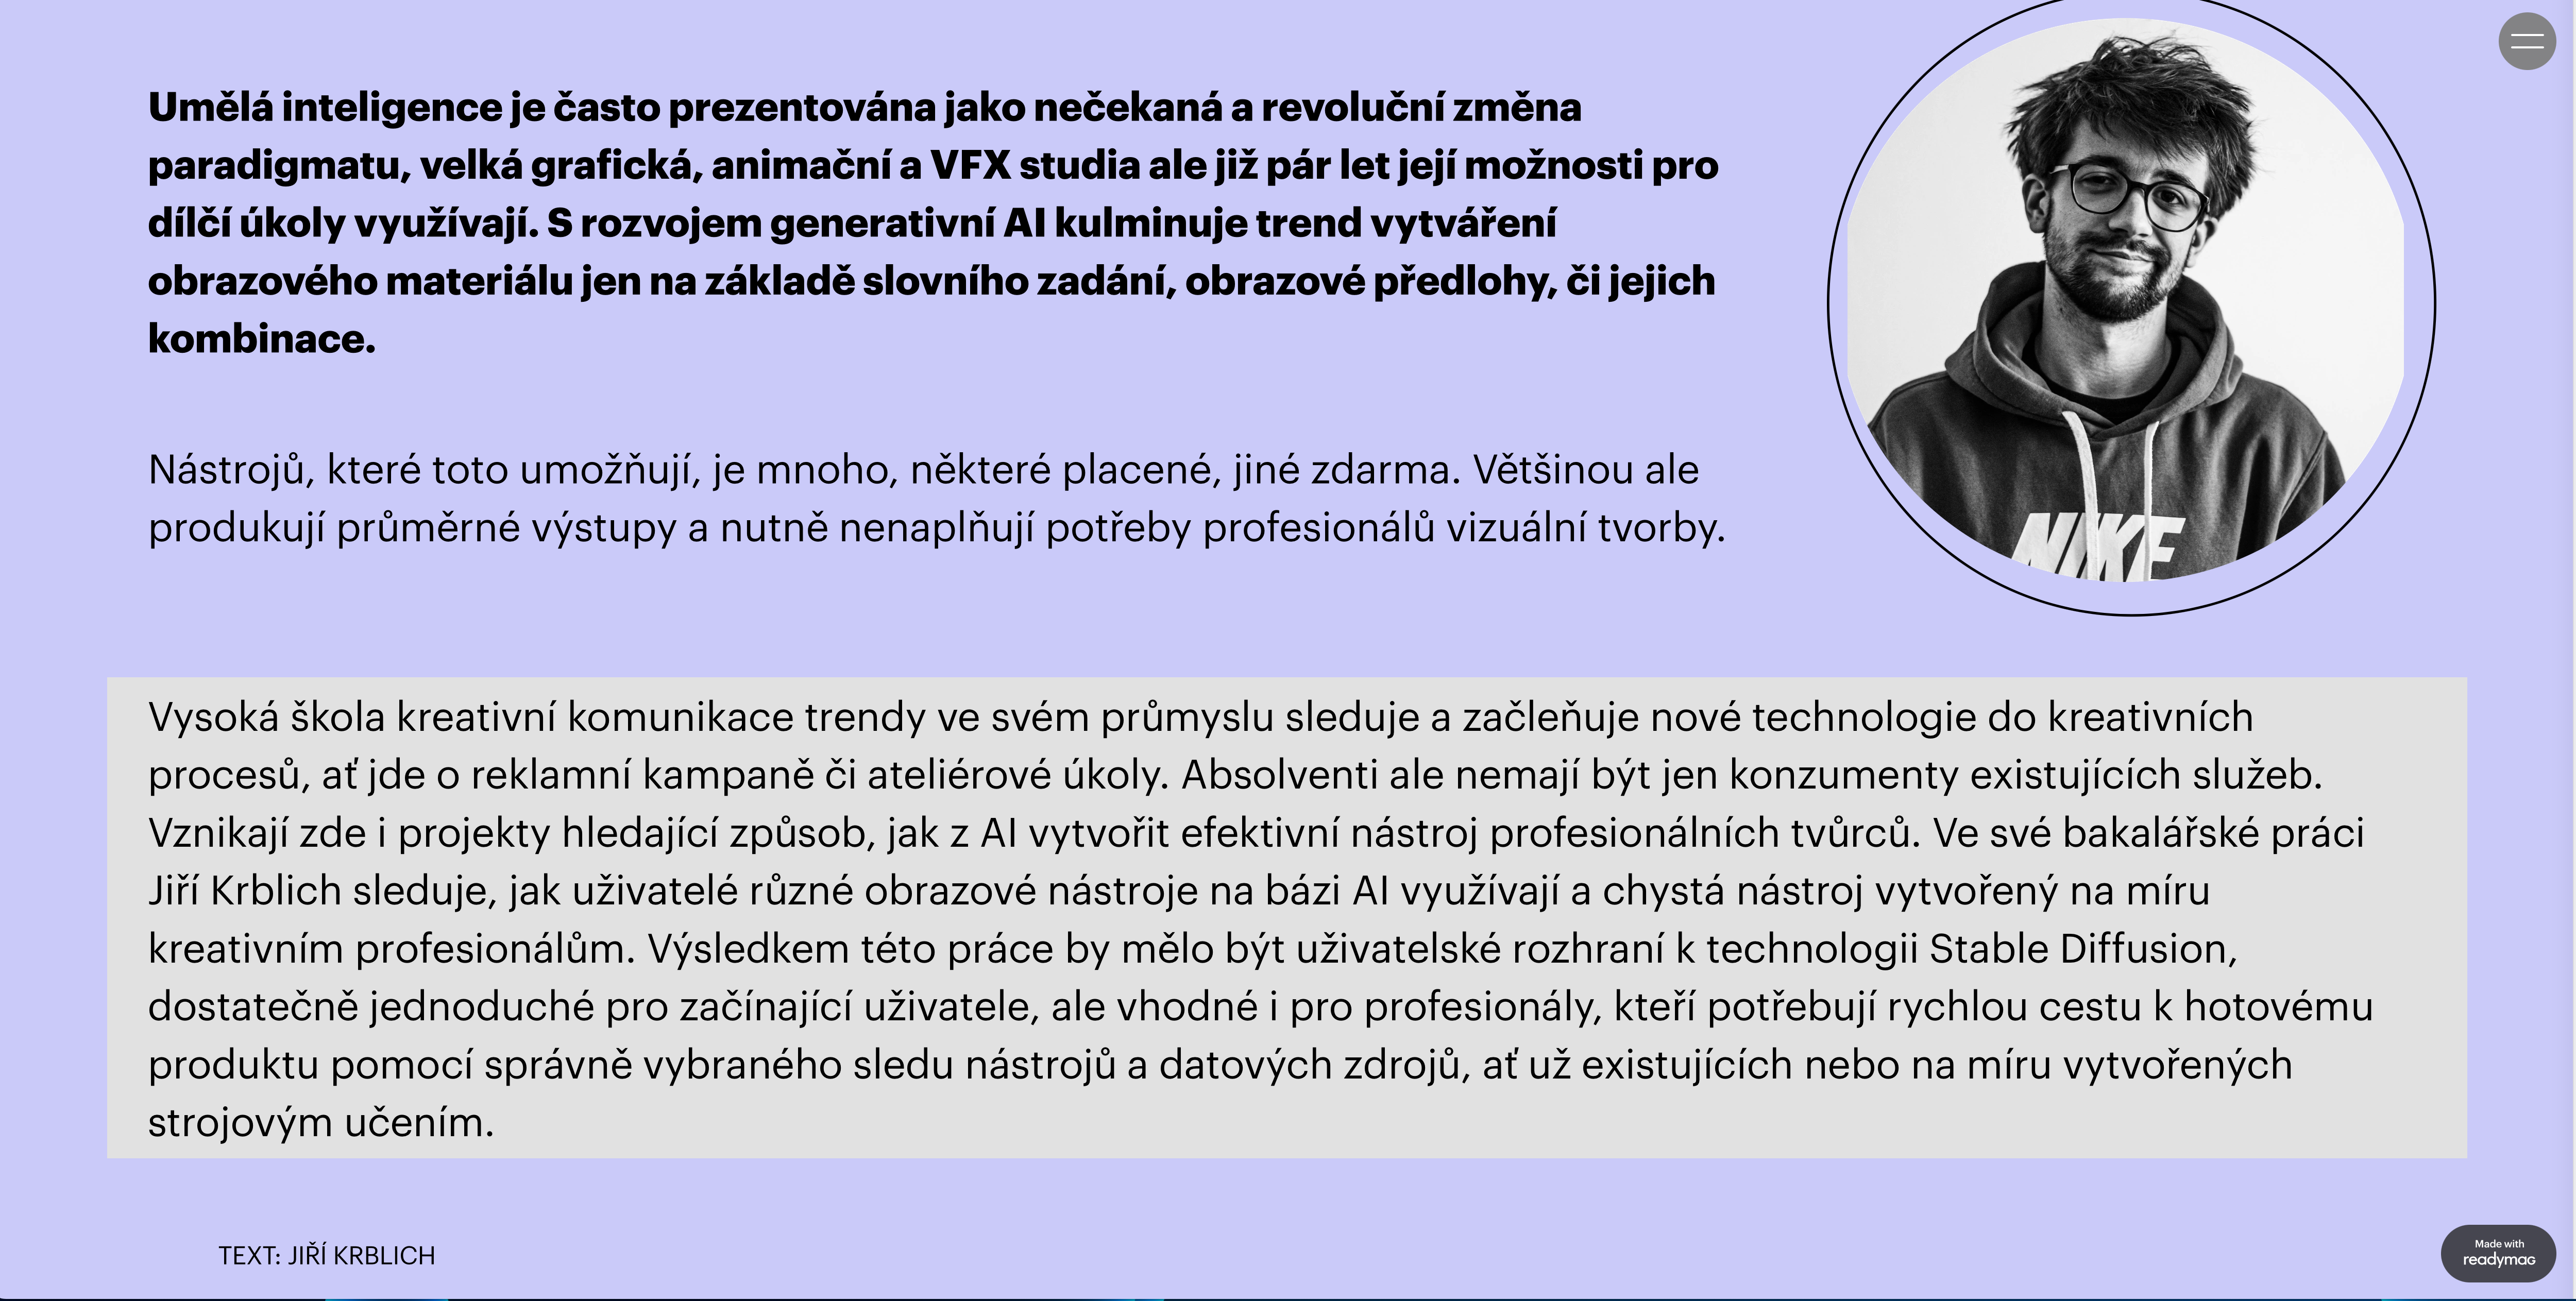 Umělá inteligence je často prezentována jako nečekaná a revoluční změna
paradigmatu, velká grafická, animační a VFX studia ale již pár let její možnosti pro
dílčí úkoly využívají. S rozvojem generativní AI kulminuje trend vytváření
obrazového materiálu jen na základě slovního zadání, obrazové předlohy, či jejich
kombinace.
Nástrojů, které toto umožňují, je mnoho, některé placené, jiné zdarma. Většinou ale
produkují průměrné výstupy a nutně nenaplňují potřeby profesionálů vizuální tvorby.
NIKE
Vysoká škola kreativní komunikace trendy ve svém průmyslu sleduje a začleňuje nové technologie do kreativních
procesů, ať jde o reklamní kampaně či ateliérové úkoly. Absolventi ale nemají být jen konzumenty existujících služeb.
Vznikají zde i projekty hledající způsob, jak z AI vytvořit efektivní nástroj profesionálních tvůrců. Ve své bakalářské práci
Jiří Krblich sleduje, jak uživatelé různé obrazové nástroje na bázi AI využívají a chystá nástroj vytvořený na míru
kreativním profesionálům. Výsledkem této práce by mělo být uživatelské rozhraní k technologii Stable Diffusion,
dostatečně jednoduché pro začínající uživatele, ale vhodné i pro profesionály, kteří potřebují rychlou cestu k hotovému
produktu pomocí správně vybraného sledu nástrojů a datových zdrojů, ať už existujících nebo na míru vytvořených
strojovým učením.
TEXT: JIŘÍ KRBLICH
Made with
readymag